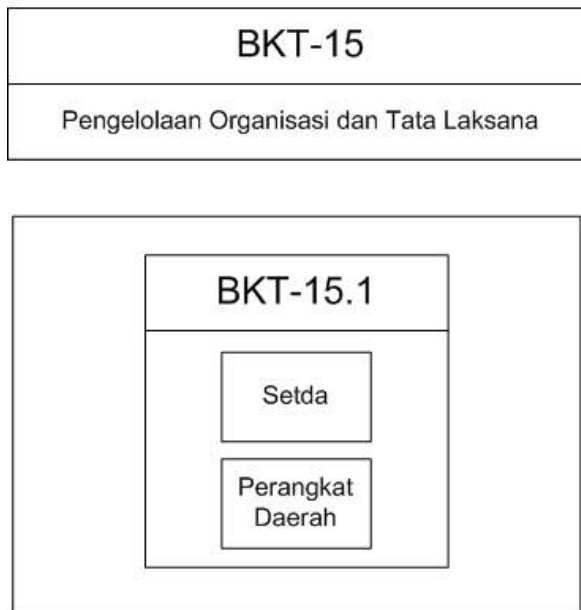 BKT-15
Pengelolaan Organisasi dan Tata Laksana
BKT-15.1
Setda
Perangkat
Daerah